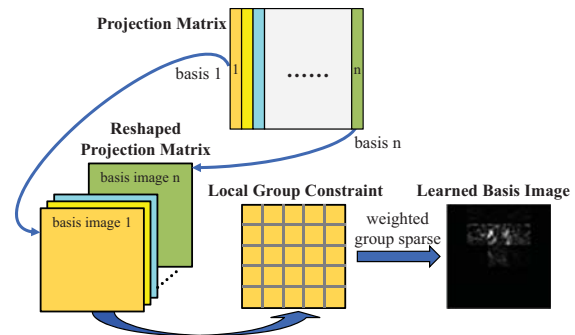 Projection Matrix
basis 1
1
......
n
basis n
Reshaped
Projection Matrix
basis image n
basis image 1
......
Local Group Constraint
weighted
group sparse
Learned Basis Image